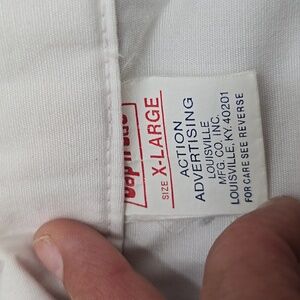 SIZE X-LARGE
ACTION
ADVERTISING
LOUISVILLE
MFG. CO. INC.
LOUISVILLE, KY. 40201
FOR CARE SEE REVERSE